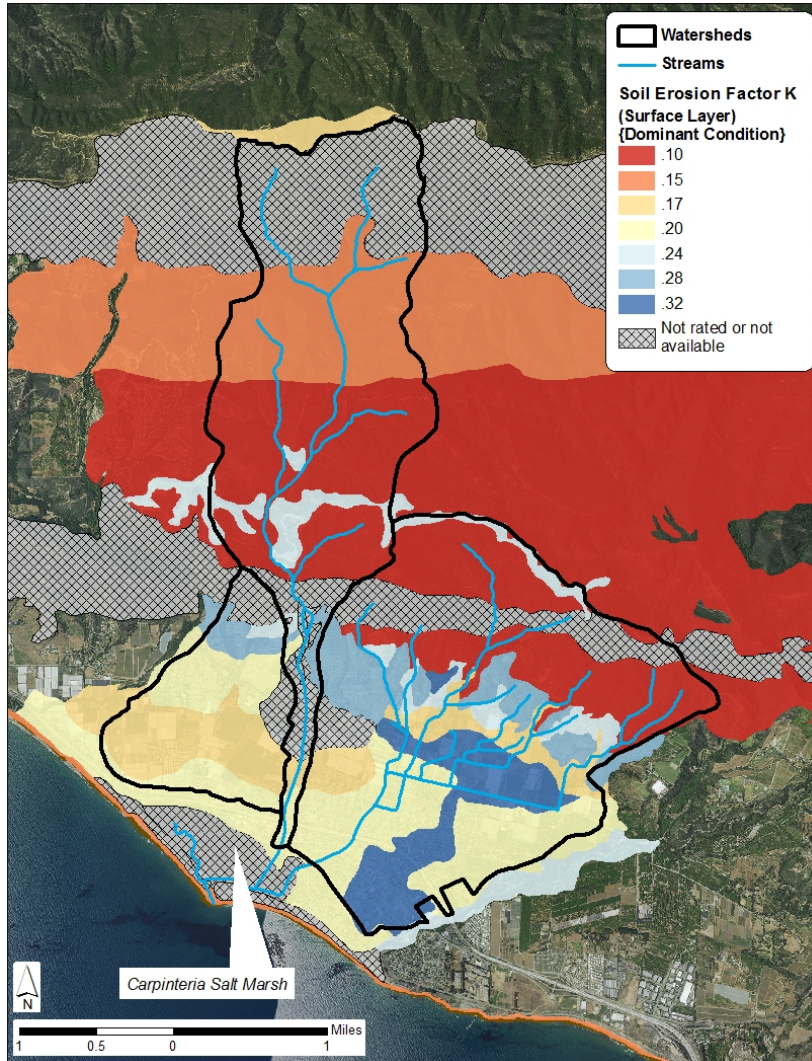 Watersheds
Streams
Soil Erosion Factor K
(Surface Layer)
{Dominant Condition}
.10
.15
.17
.20
.24
.28
.32
Not rated or not
available
Carpinteria Salt Marsh
N
Miles
1 0.5 0 1